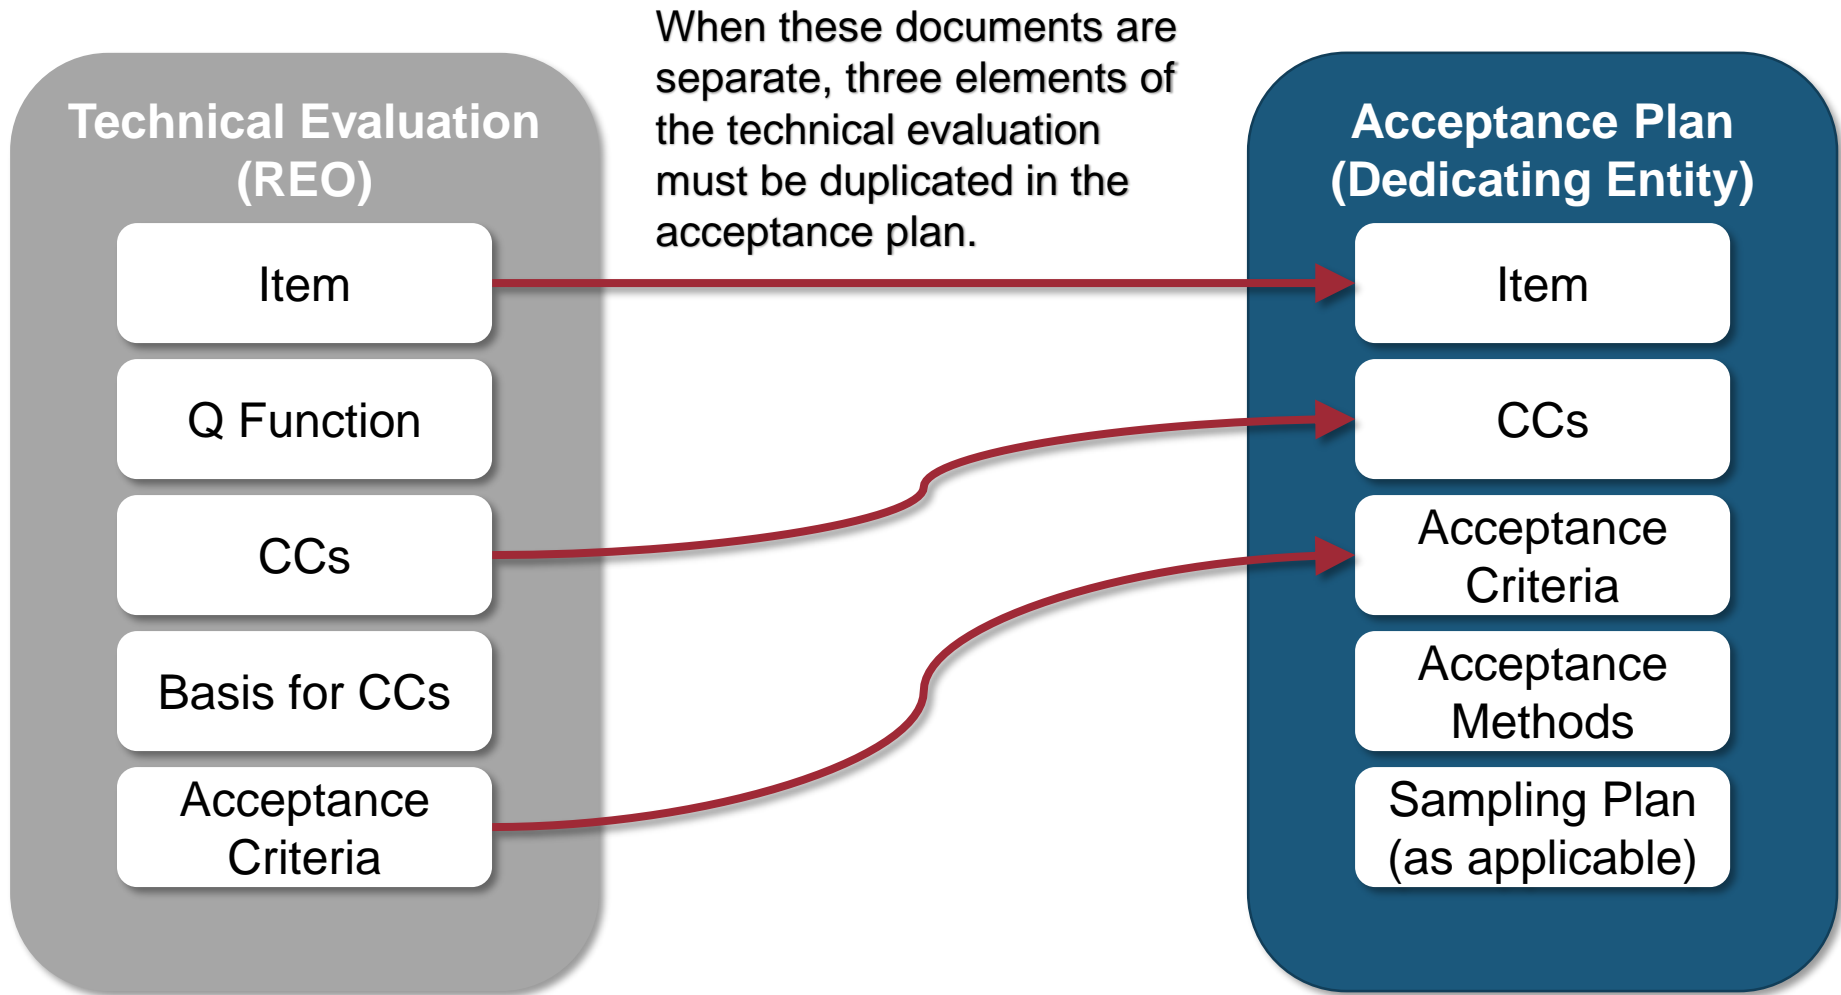 When these documents are
separate, three elements of
the technical evaluation
must be duplicated in the
acceptance plan.
Technical Evaluation
(REO)
Item
Q Function
CCs
Basis for CCs
Acceptance
Criteria
Acceptance Plan
(Dedicating Entity)
Item
CCs
Acceptance
Criteria
Acceptance
Methods
Sampling Plan
(as applicable)